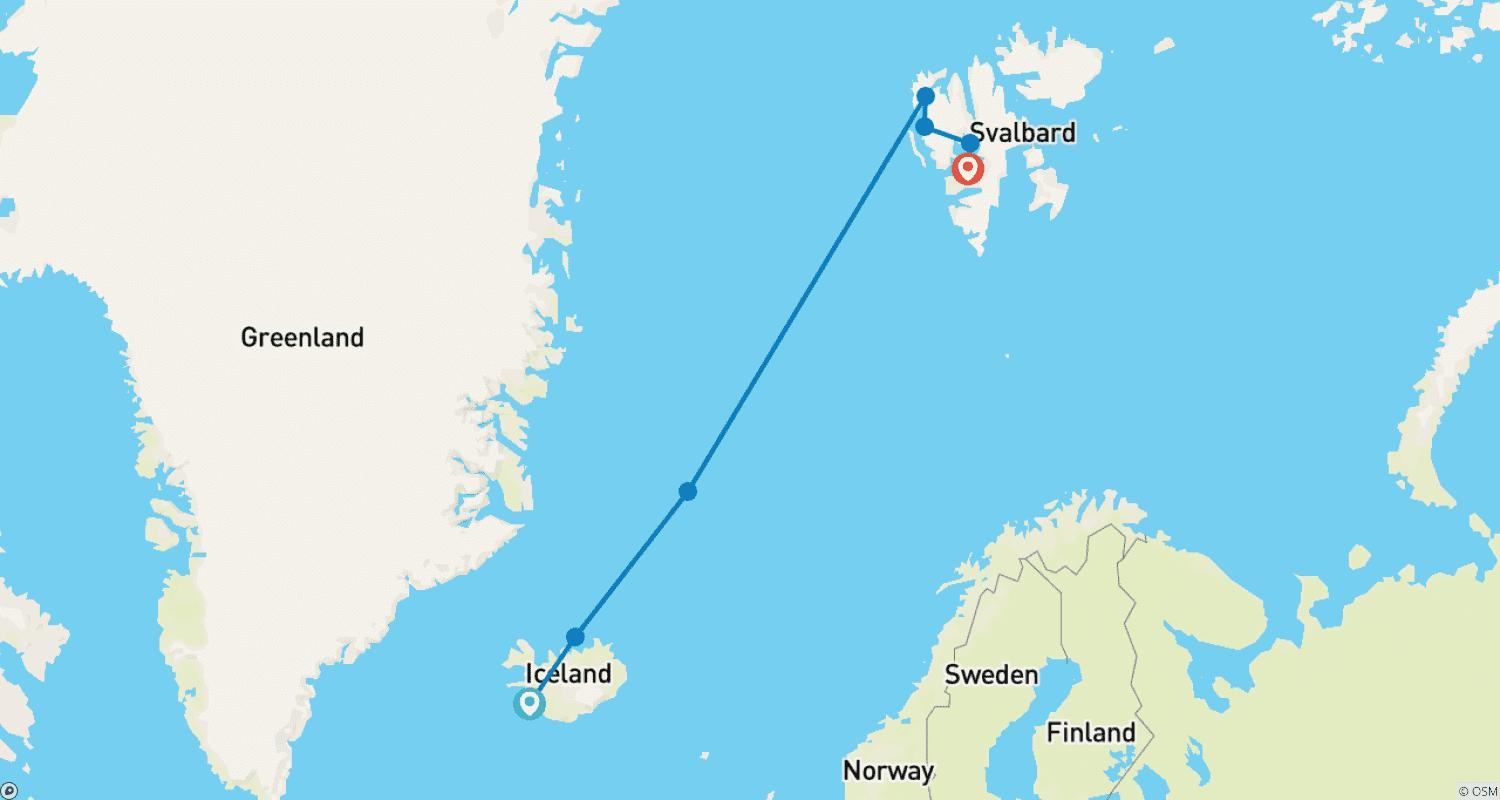 Svalbard
Greenland
Iceland
Sweden
Finland
Norway
© OSM